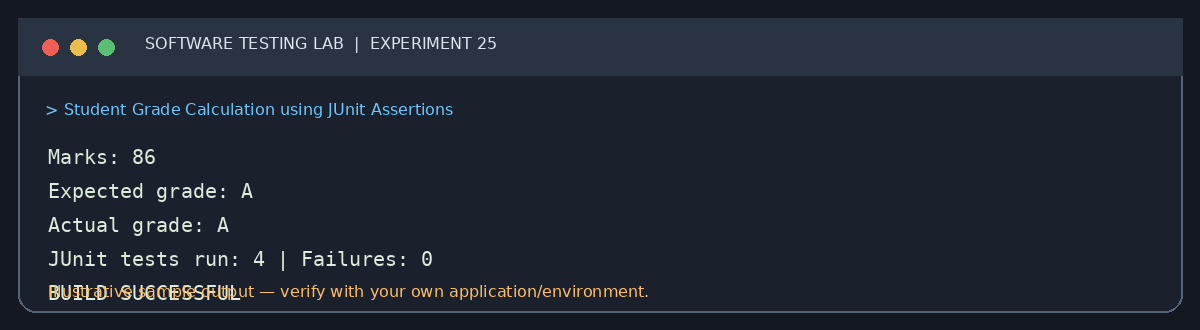 SOFTWARE TESTING LAB | EXPERIMENT 25
> Student Grade Calculation using JUnit Assertions
Marks: 86
Expected grade: A
Actual grade: A
JUnit tests run: 4 | Failures: 0
BUILD SUCCESSFUL
Illustrative sample output — verify with your own application/environment.